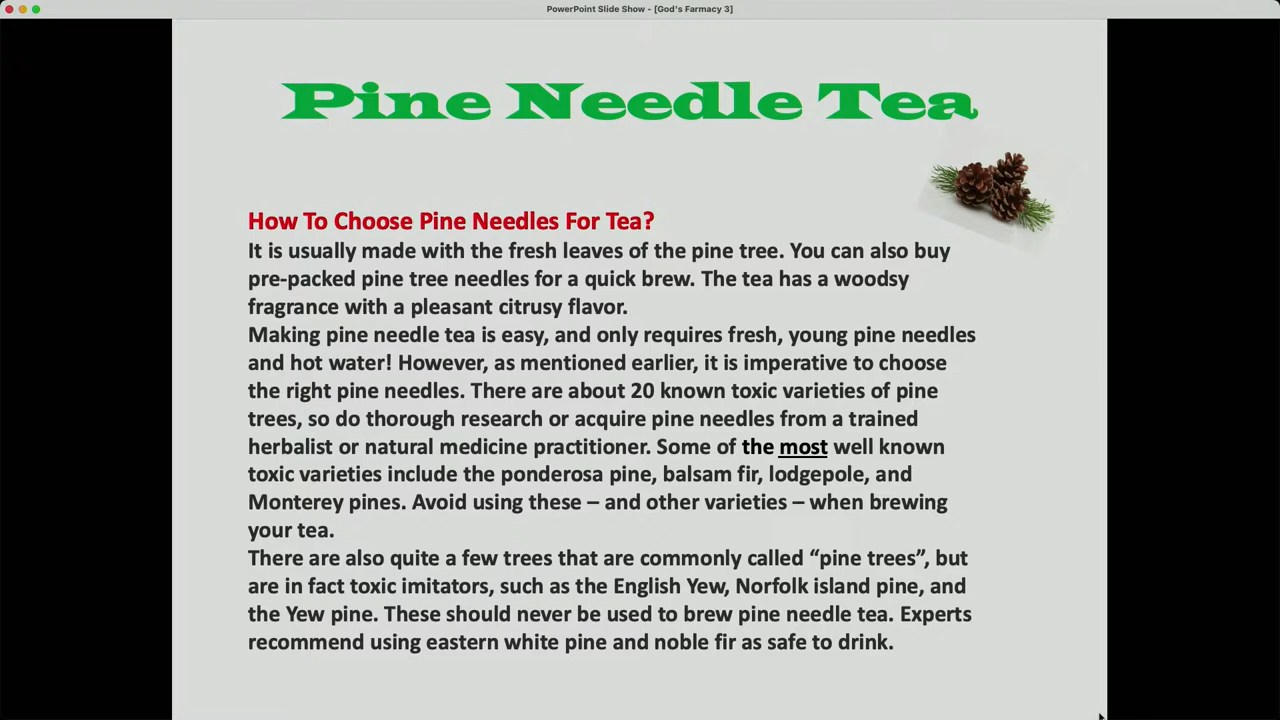 PowerPoint Slide Show - [God's Farmacy 3]
Pine Needle Tea
How To Choose Pine Needles For Tea?
It is usually made with the fresh leaves of the pine tree. You can also buy
pre-packed pine tree needles for a quick brew. The tea has a woodsy
fragrance with a pleasant citrusy flavor.
Making pine needle tea is easy, and only requires fresh, young pine needles
and hot water! However, as mentioned earlier, it is imperative to choose
the right pine needles. There are about 20 known toxic varieties of pine
trees, so do thorough research or acquire pine needles from a trained
herbalist or natural medicine practitioner. Some of the most well known
toxic varieties include the ponderosa pine, balsam fir, lodgepole, and
Monterey pines. Avoid using these – and other varieties – when brewing
your tea.
There are also quite a few trees that are commonly called “pine trees”, but
are in fact toxic imitators, such as the English Yew, Norfolk island pine, and
the Yew pine. These should never be used to brew pine needle tea. Experts
recommend using eastern white pine and noble fir as safe to drink.